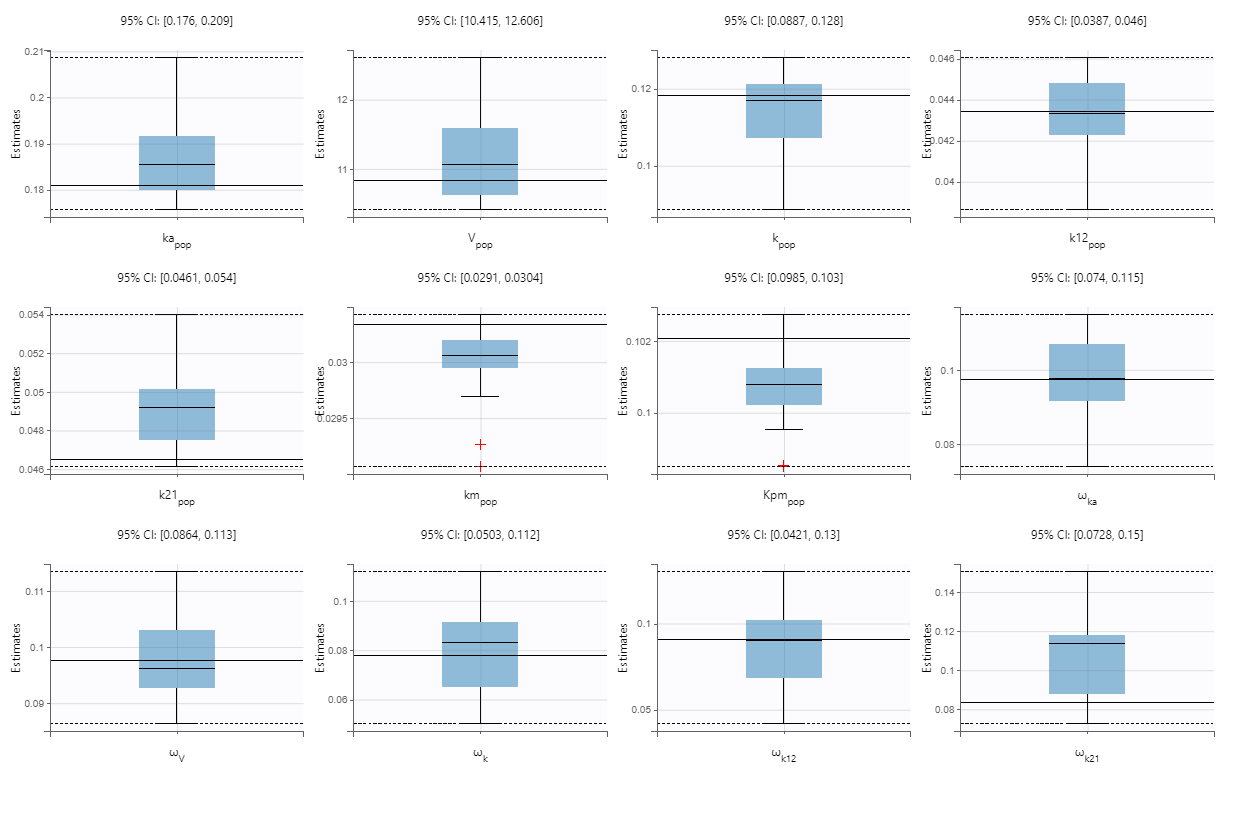 95% CI: [0.176, 0.209]
95% CI: [10.415, 12.606]
95% CI: [0.0887, 0.128]
95% CI: [0.0387, 0.046]
Estimates
0.21
0.2
0.19
0.18
ka_pop
Estimates
12
11
V_pop
Estimates
0.12
0.1
k_pop
Estimates
0.046
0.044
0.042
0.04
k12_pop
95% CI: [0.0461, 0.054]
95% CI: [0.0291, 0.0304]
95% CI: [0.0985, 0.103]
95% CI: [0.074, 0.115]
Estimates
0.054
0.052
0.05
0.048
0.046
k21_pop
Estimates
0.03
0.0295
km_pop
Estimates
0.102
0.1
Kpm_pop
Estimates
0.1
0.08
ω_ka
95% CI: [0.0864, 0.113]
95% CI: [0.0503, 0.112]
95% CI: [0.0421, 0.13]
95% CI: [0.0728, 0.15]
Estimates
0.11
0.1
0.09
ω_V
Estimates
0.1
0.08
0.06
ω_k
Estimates
0.1
0.05
ω_k12
Estimates
0.14
0.12
0.1
0.08
ω_k21